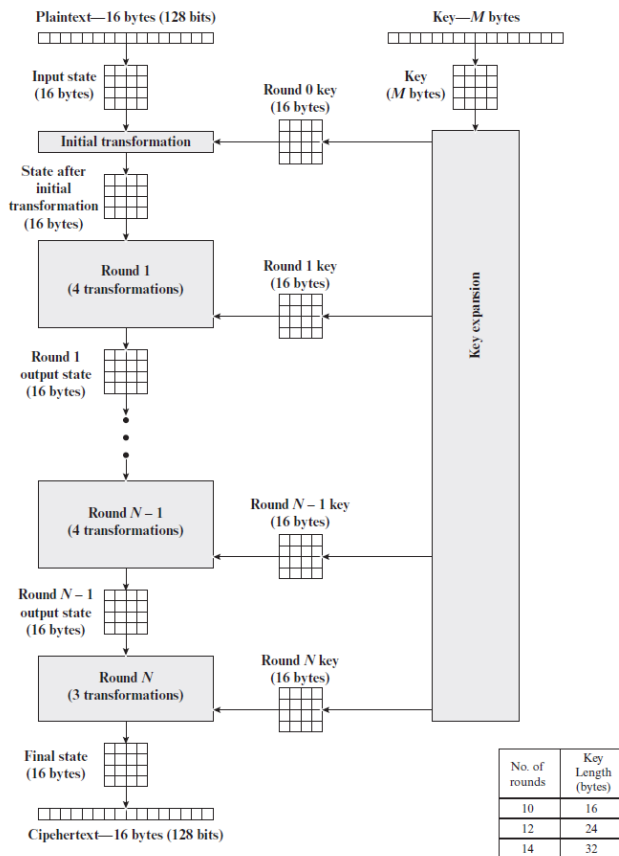 Plaintext—16 bytes (128 bits)
Key—M bytes
Input state
(16 bytes)
Round 0 key
(16 bytes)
Key
(M bytes)
Initial transformation
State after
initial
transformation
(16 bytes)
Round 1
(4 transformations)
Round 1 key
(16 bytes)
Key expansion
Round 1
output state
(16 bytes)
Round N – 1
(4 transformations)
Round N – 1 key
(16 bytes)
Round N – 1
output state
(16 bytes)
Round N
(3 transformations)
Round N key
(16 bytes)
Final state
(16 bytes)
Cipehertext—16 bytes (128 bits)
No. of
rounds
Key
Length
(bytes)
10 16
12 24
14 32